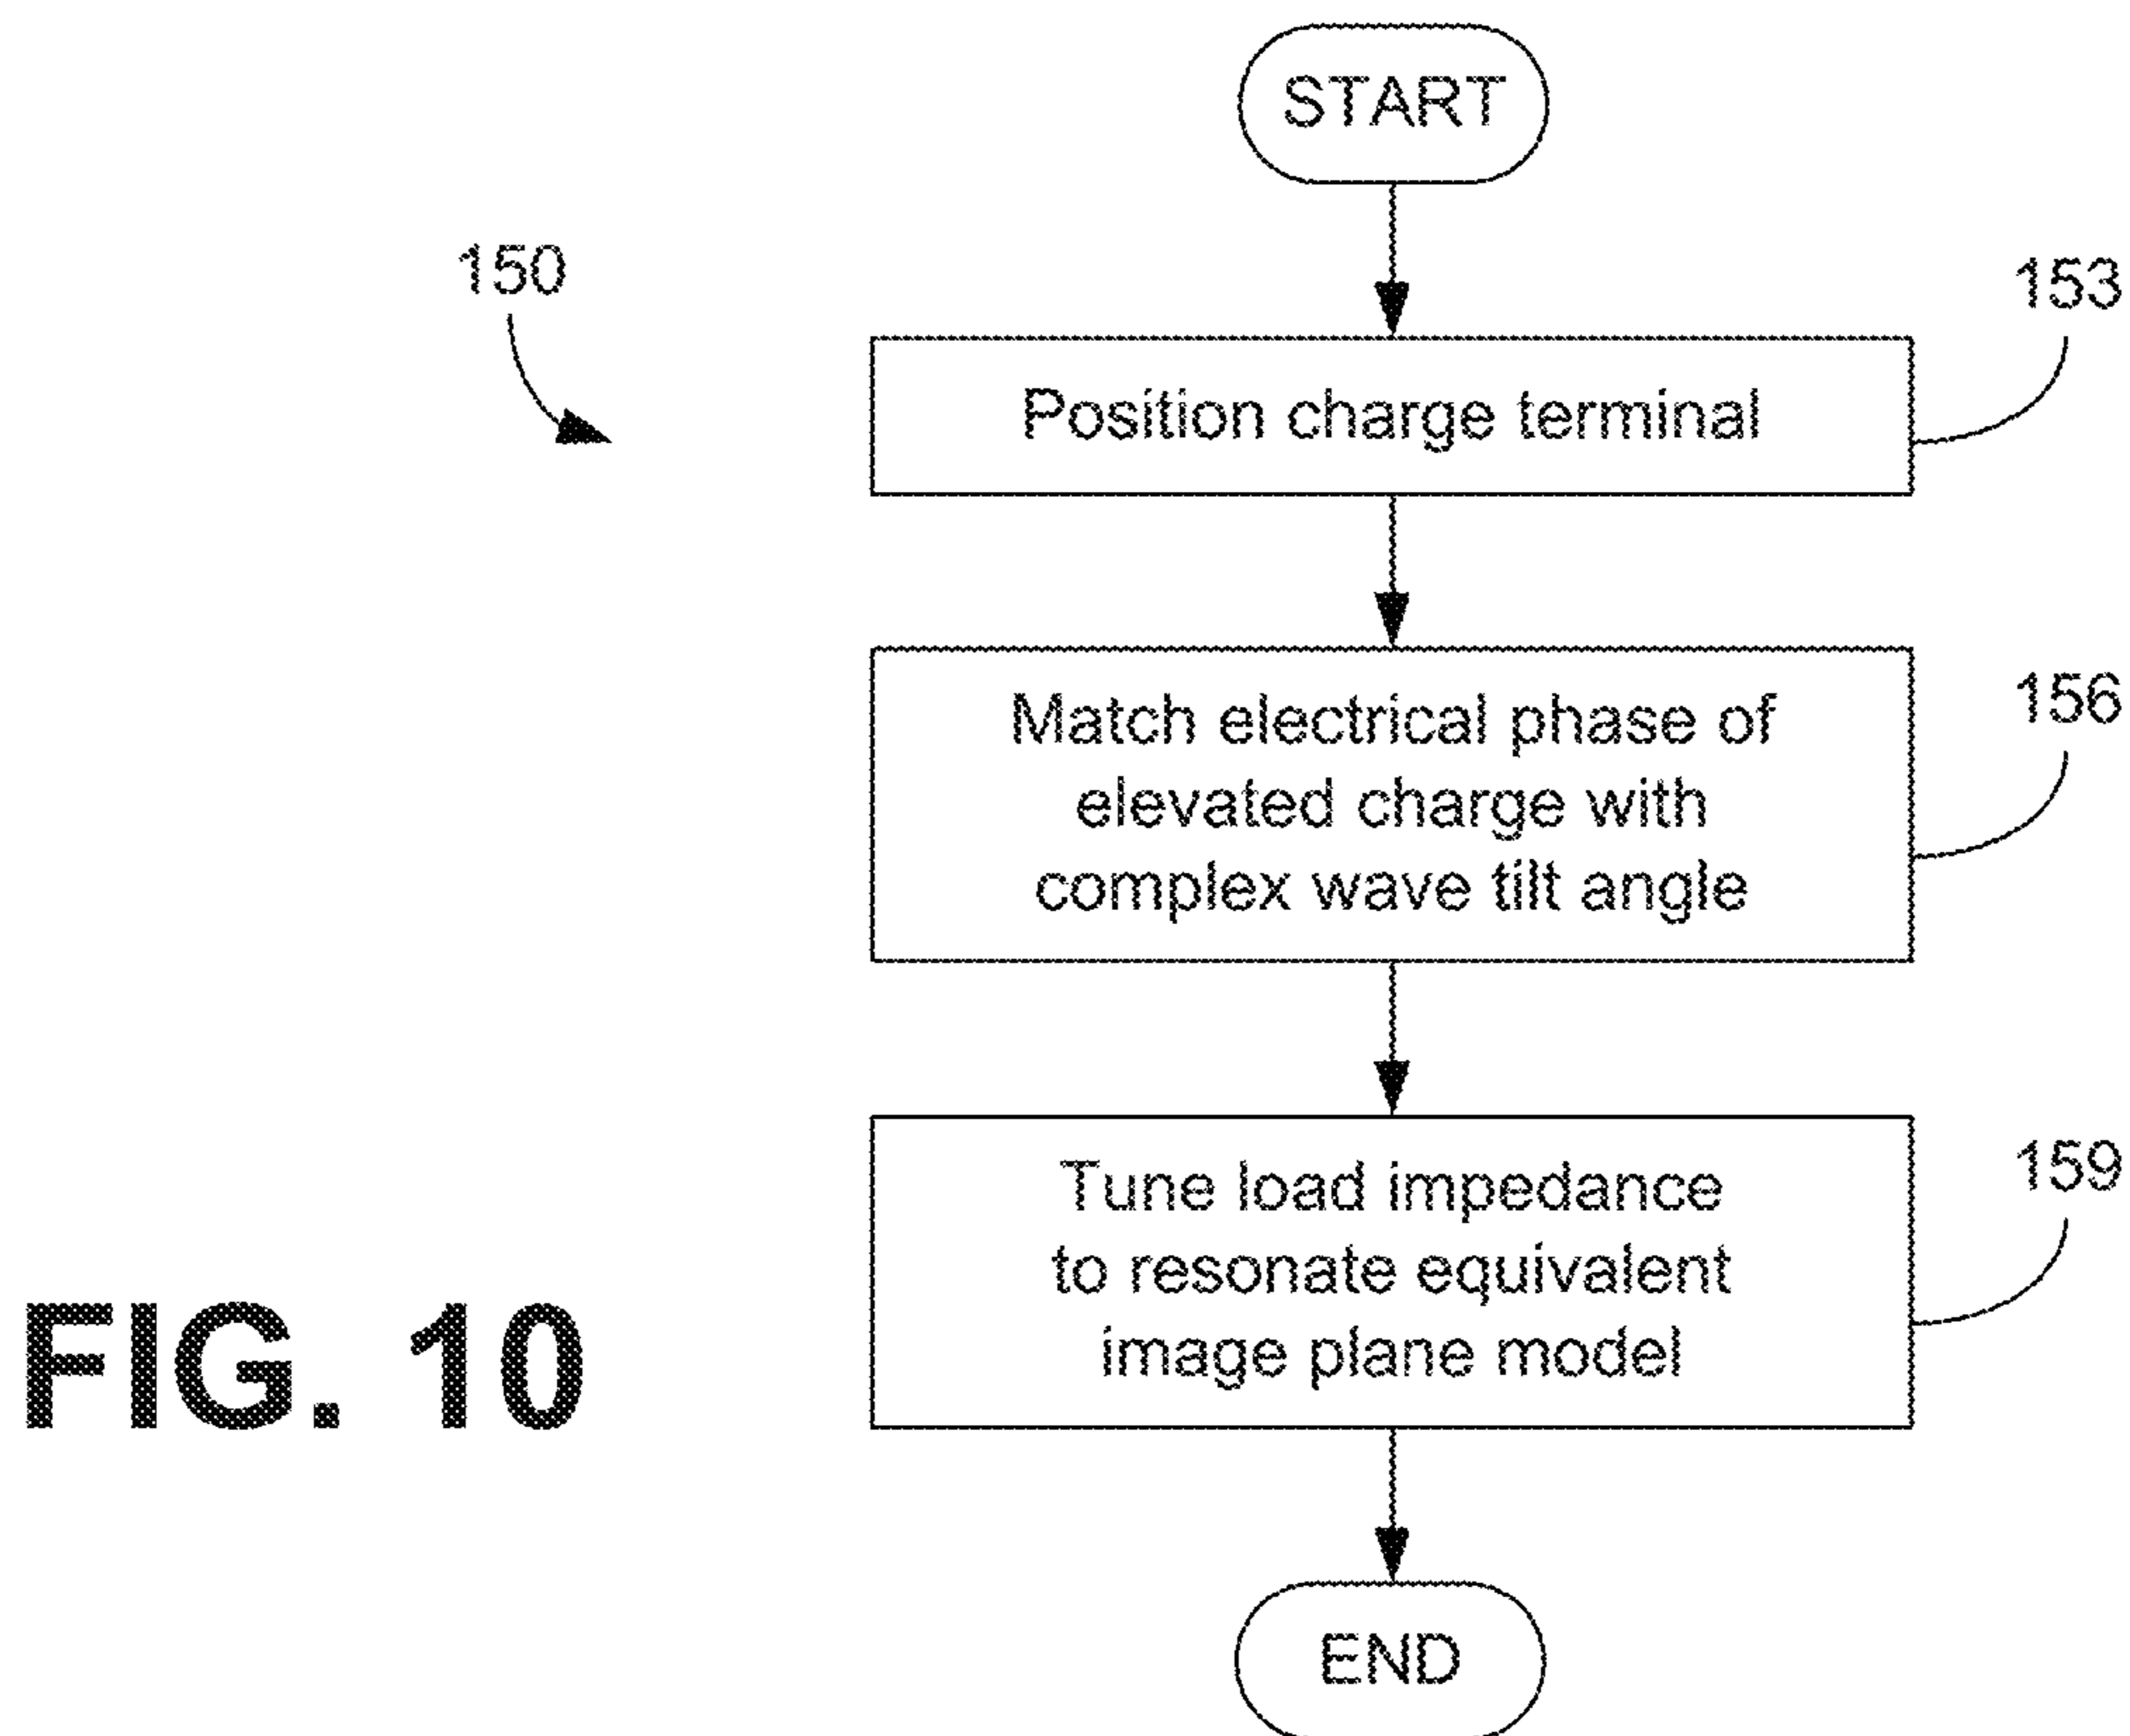 START
150
153
Position charge terminal
156
Match electrical phase of
elevated charge with
complex wave tilt angle
159
Tune load impedance
to resonate equivalent
image plane model
FIG. 10
END